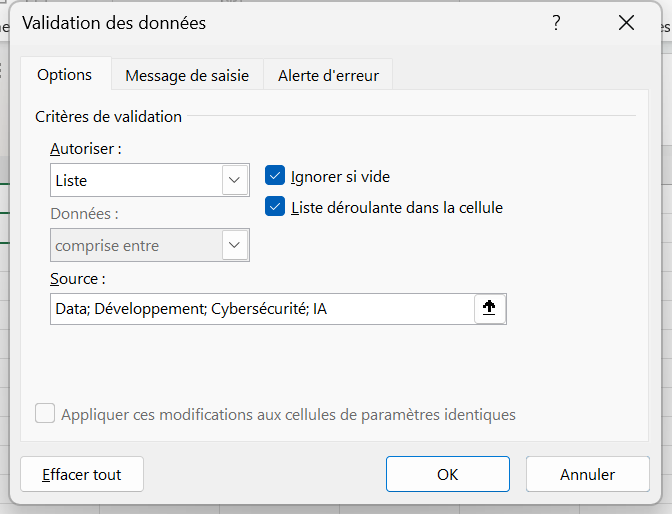 Validation des données
?
Options
Message de saisie
Alerte d'erreur
Critères de validation
Autoriser :
Liste
Ignorer si vide
Données :
Liste déroulante dans la cellule
comprise entre
Source :
Data; Développement; Cybersécurité; IA
Appliquer ces modifications aux cellules de paramètres identiques
Effacer tout
OK
Annuler